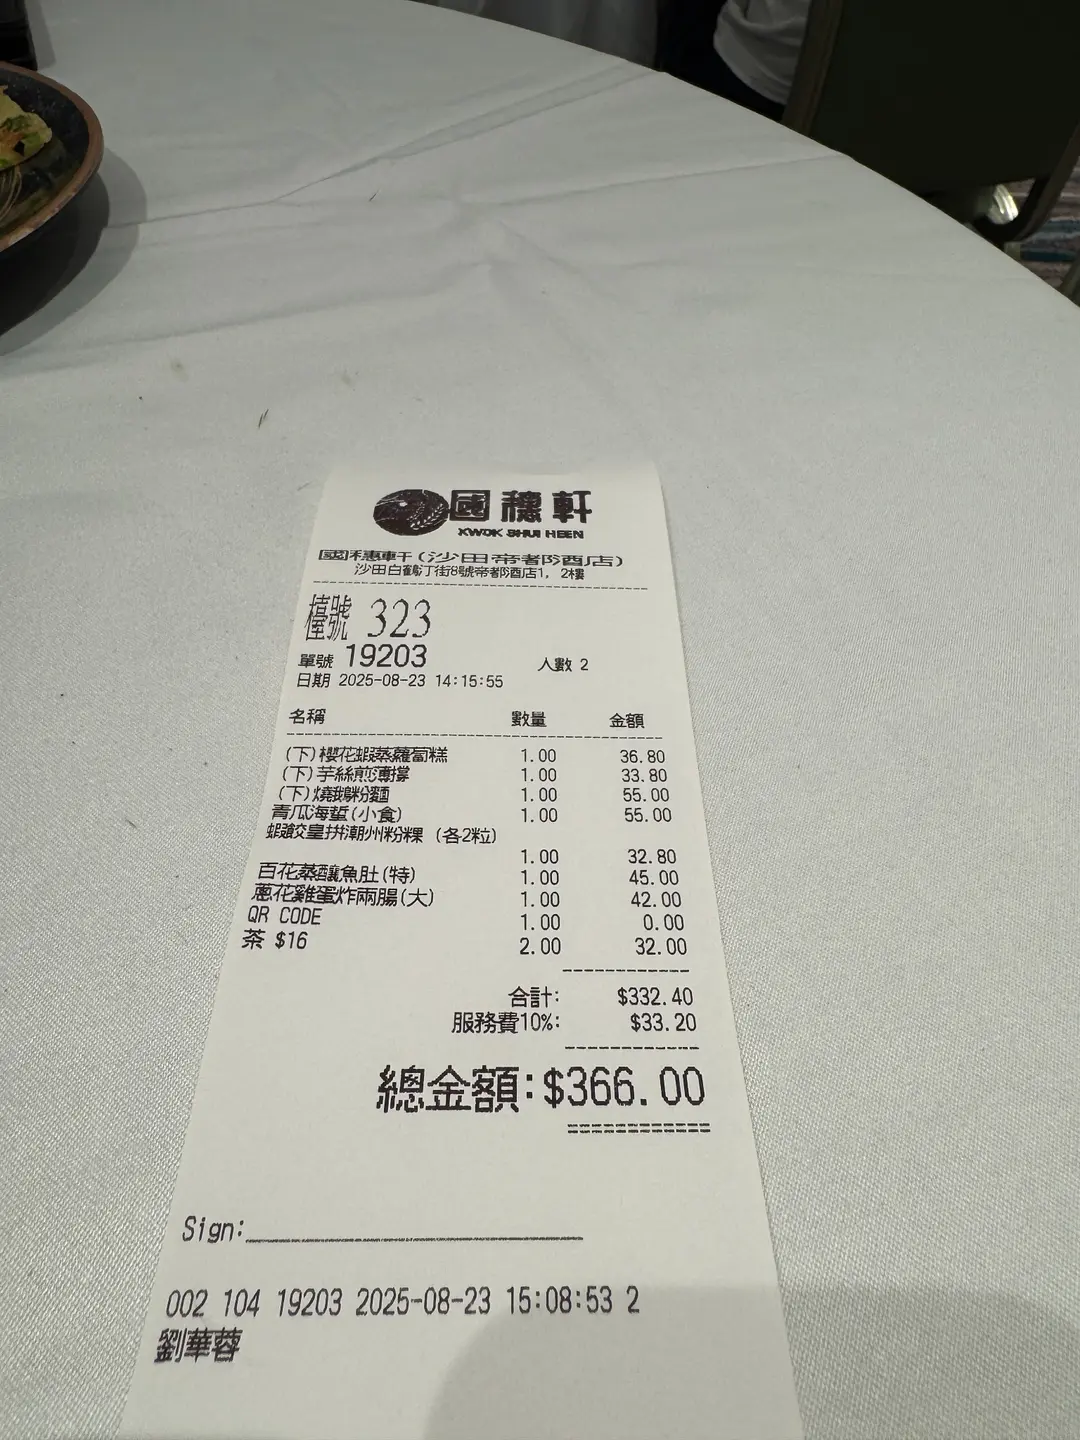 國穗軒
KWOK SHUI HEEN
國穗軒(沙田帝都酒店)
沙田白鶴汀街8號帝都酒店1, 2樓
檯號 323
單號 19203 人數 2
日期 2025-08-23 14:15:55
名稱 數量 金額
(下)櫻花蝦蒸蘿蔔糕 1.00 36.80
(下)芋絲煎薄撐 1.00 33.80
(下)燒鵝粉麵 1.00 55.00
青瓜海蜇(小食) 1.00 55.00
蝦餃皇拼潮州粉粿 (各2粒)
1.00 32.80
百花蒸釀魚肚(特) 1.00 45.00
蔥花雞蛋炸兩腸(大) 1.00 42.00
QR CODE 1.00 0.00
茶 $16 2.00 32.00
合計: $332.40
服務費10%: $33.20
總金額:$366.00
Sign:
002 104 19203 2025-08-23 15:08:53 2
劉華蓉